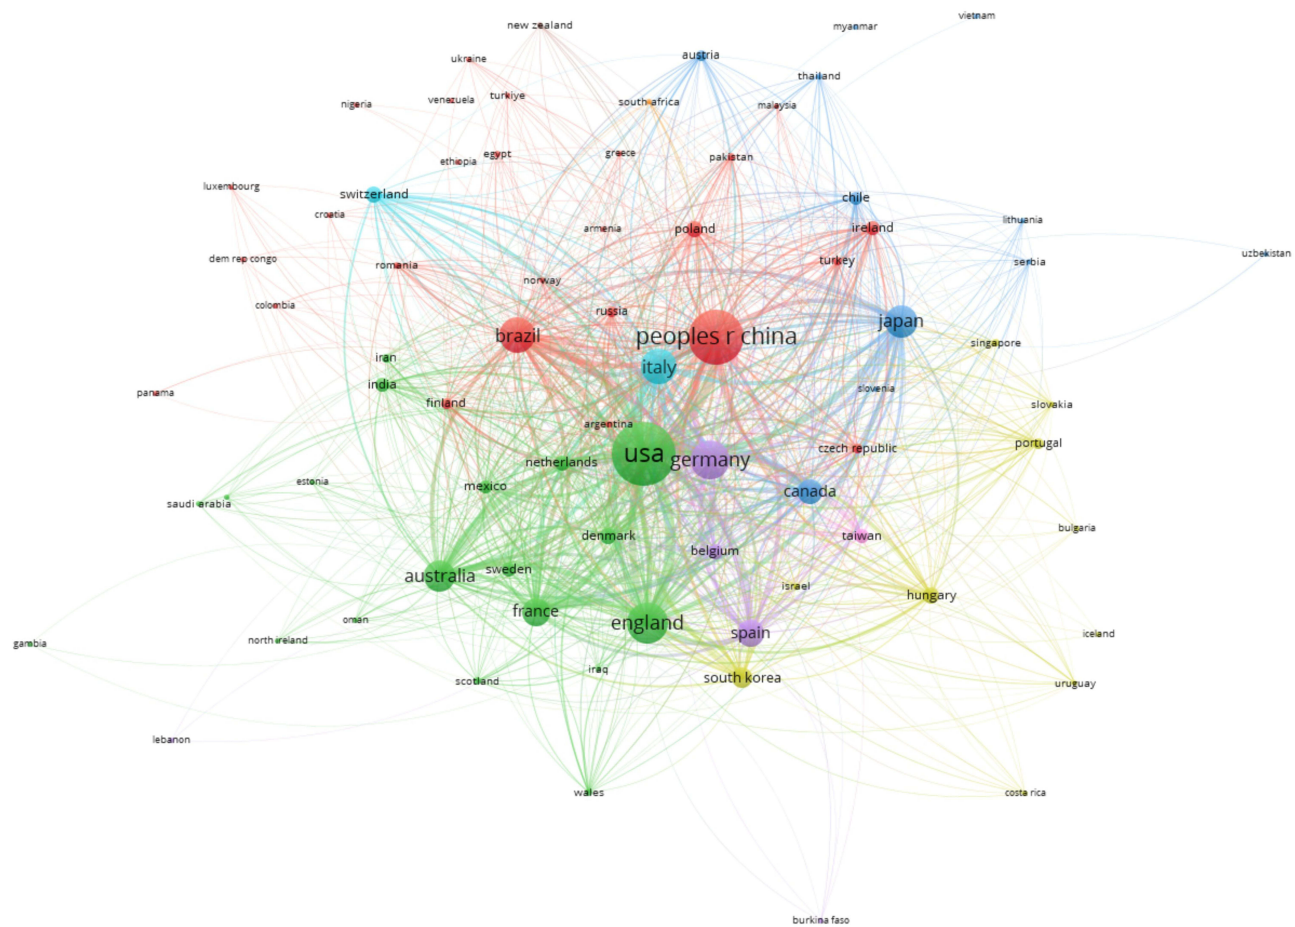 vietnam
new zealand
myanmar
austria
ukraine
thailand
turkiye
venezuela
south africa
nigeria
malaysia
greece
egypt
pakistan
ethiopia
luxembourg
switzerland
chile
croatia
lithuania
armenia
poland
ireland
uzbekistan
dem rep congo
turkey
serbia
romania
norway
colombia
russia
japan
brazil
peoples r china
singapore
iran
italy
india
slovenia
panama
finland
slovakia
argentina
portugal
czech republic
usa
germany
netherlands
estonia
mexico
canada
saudi arabia
bulgaria
denmark
taiwan
belgium
sweden
australia
israel
hungary
france
oman
england
spain
iceland
north ireland
gambia
iraq
south korea
scotland
uruguay
lebanon
wales
costa rica
burkina faso